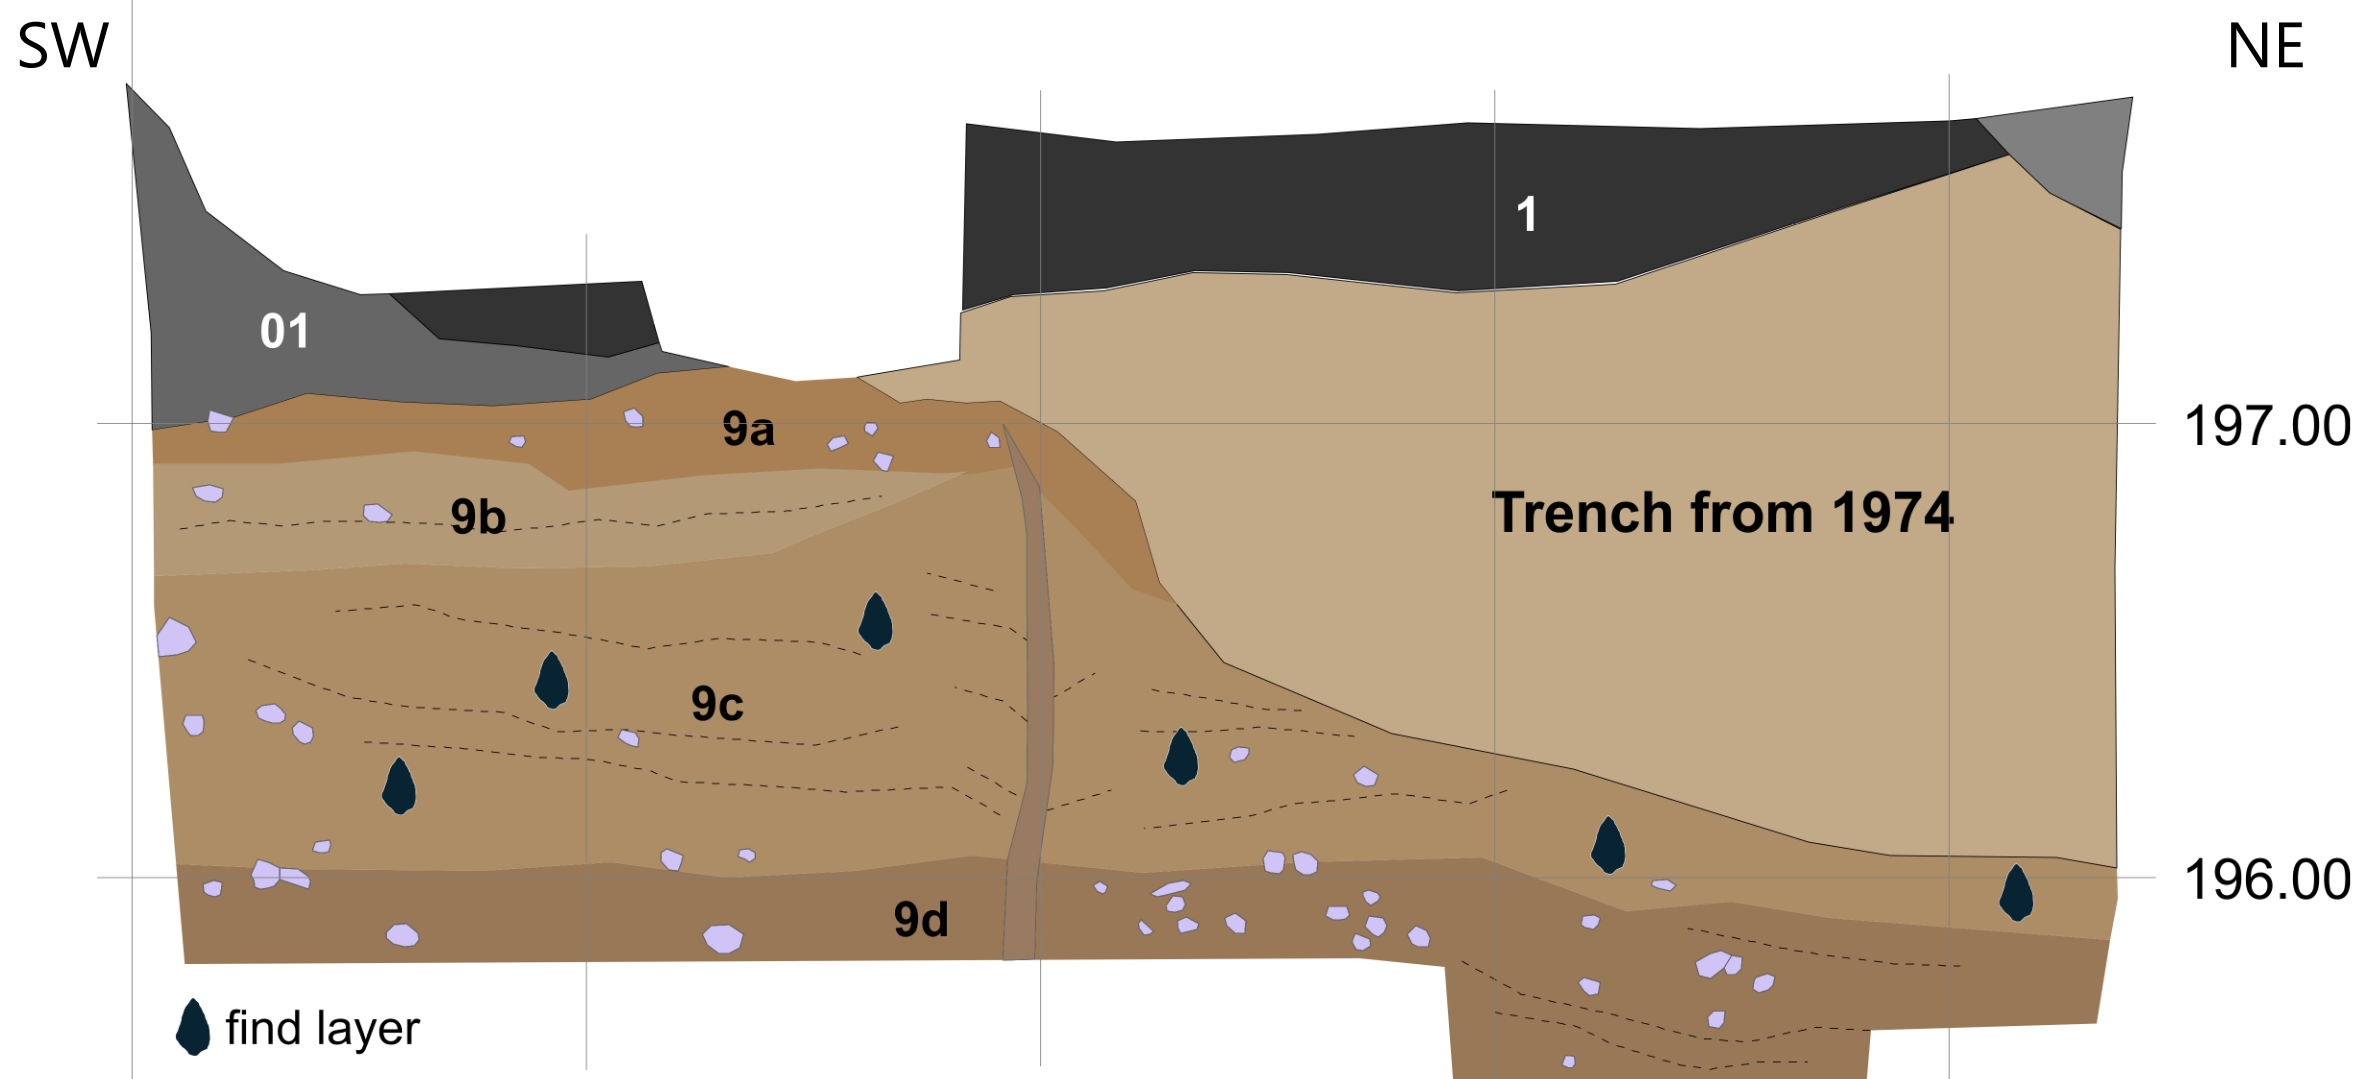 SW
NE
1
01
9a
197.00
9b
Trench from 1974
9c
196.00
9d
find layer